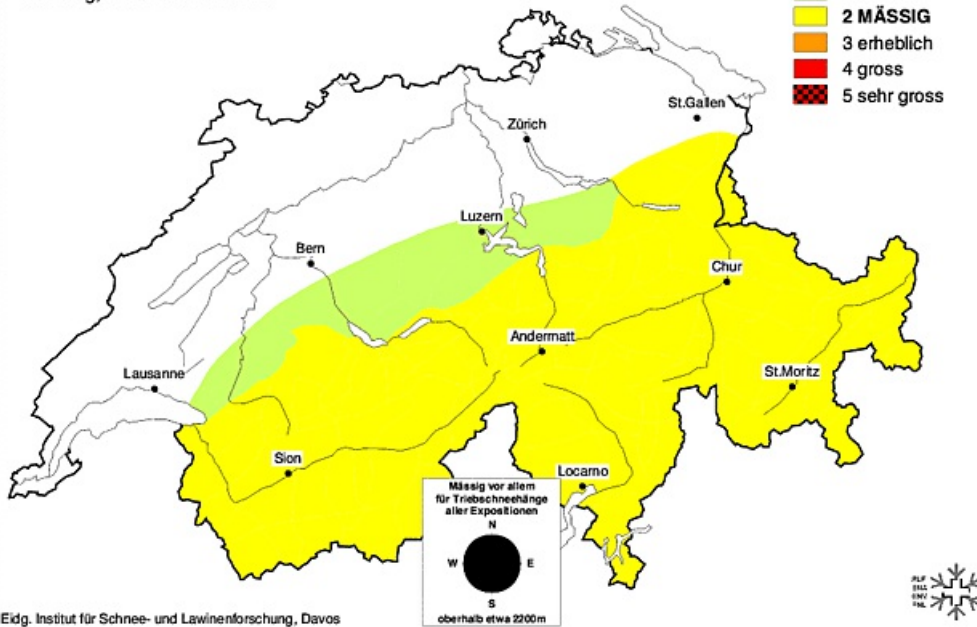 2 MÄSSIG
3 erheblich
4 gross
5 sehr gross
St.Gallen
Zürich
Luzern
Bern
Chur
Andermatt
Lausanne
St.Moritz
Sion
Locarno
Mässig vor allem
für Triebschneehänge
aller Expositionen
N
W E
S
oberhalb etwa 2200m
Eidg. Institut für Schnee- und Lawinenforschung, Davos
SLF